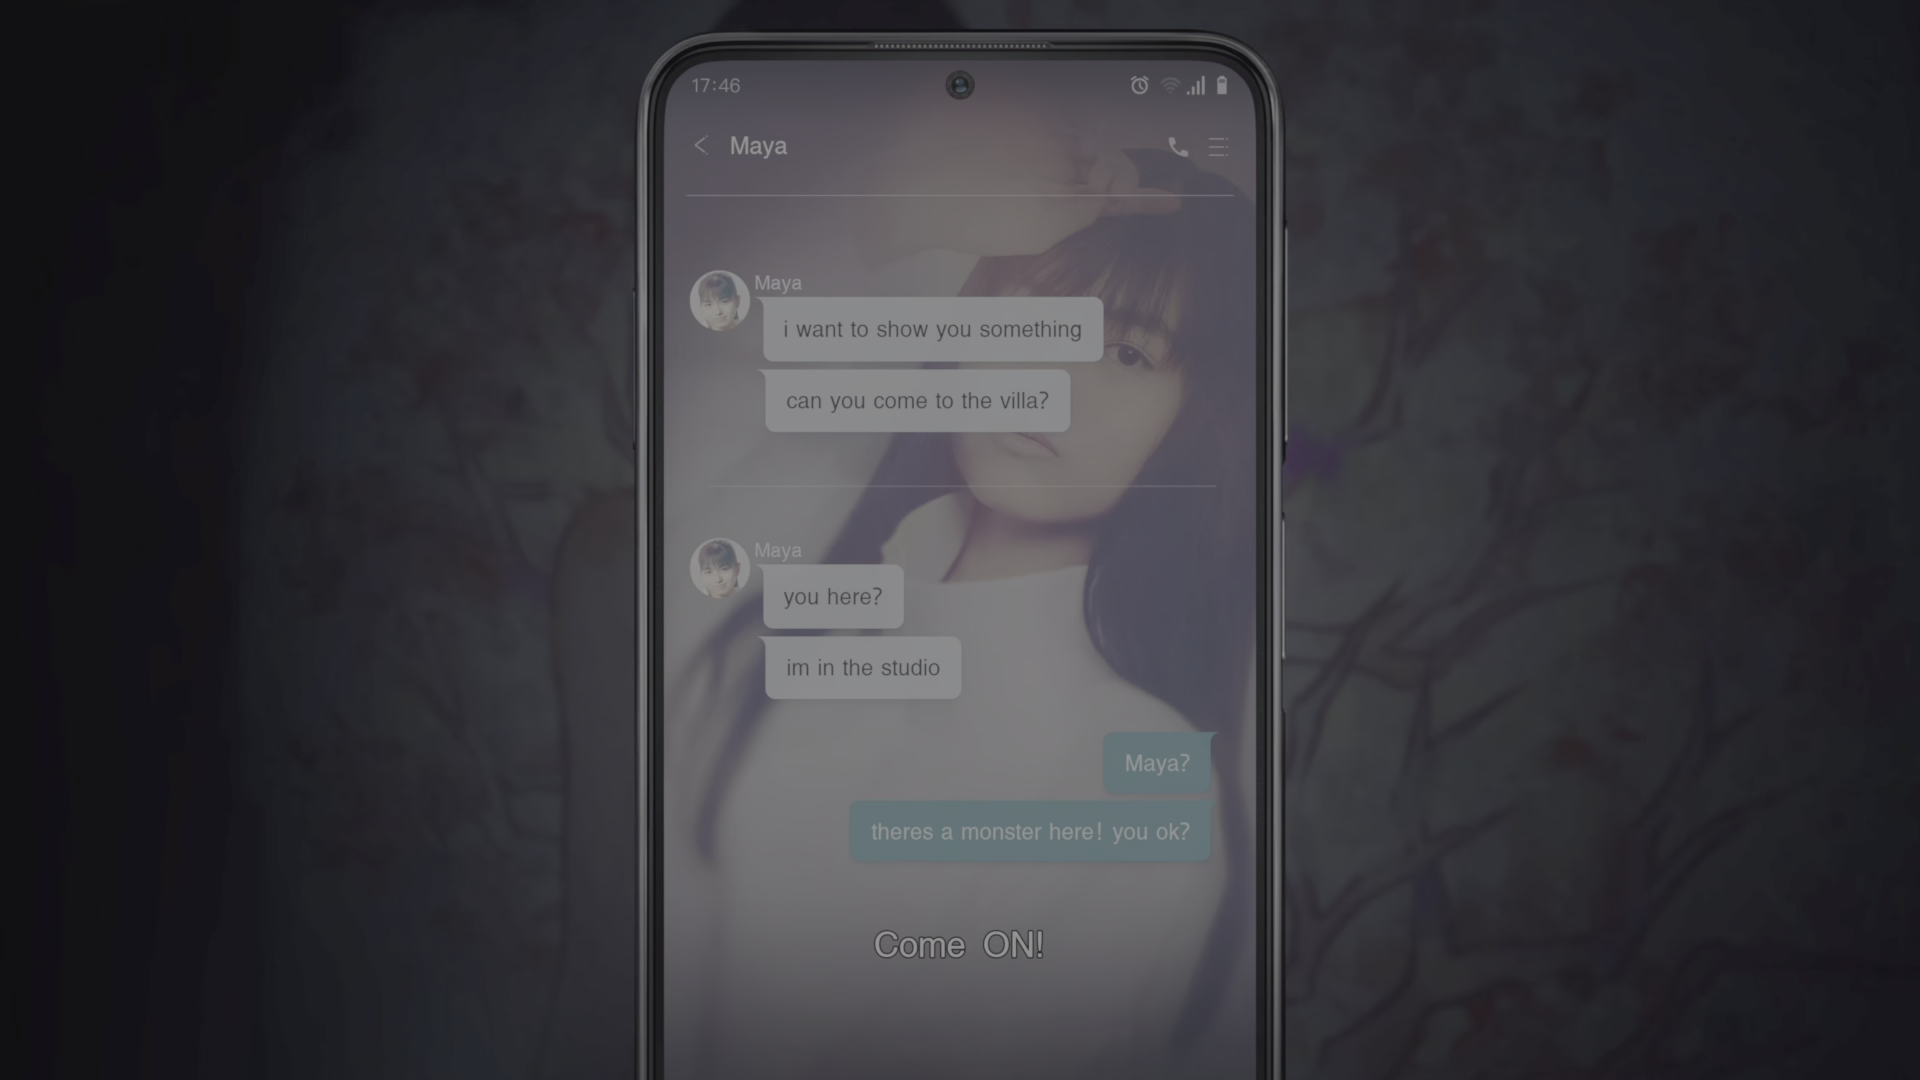 17:46
Maya
Maya
i want to show you something
can you come to the villa?
Maya
you here?
im in the studio
Maya?
theres a monster here! you ok?
Come ON!